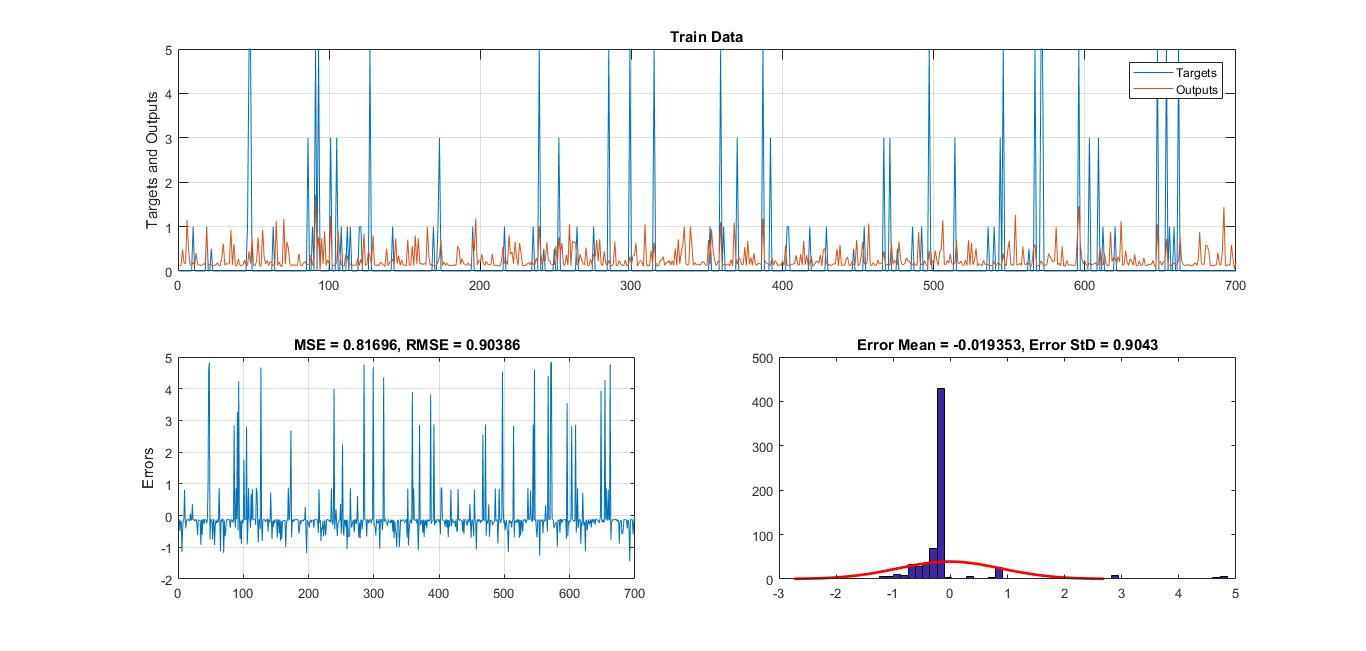 Train Data
Targets and Outputs
5
4
3
2
1
0
0 100 200 300 400 500 600 700
Targets
Outputs
MSE = 0.81696, RMSE = 0.90386
Errors
5
4
3
2
1
0
-1
-2
0 100 200 300 400 500 600 700
Error Mean = -0.019353, Error StD = 0.9043
500
400
300
200
100
0
-3 -2 -1 0 1 2 3 4 5